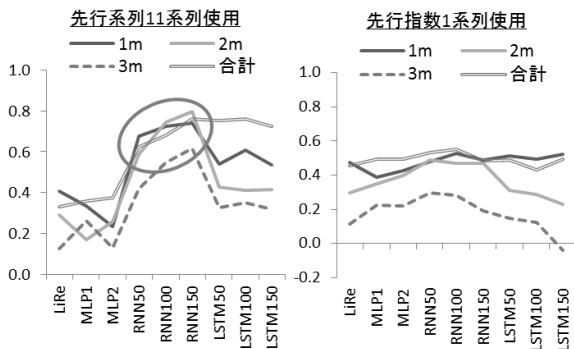 先行系列11系列使用
1m 2m
3m 合計
1.0
0.8
0.6
0.4
0.2
0.0
LiRe
MLP1
MLP2
RNN50
RNN100
RNN150
LSTM50
LSTM100
LSTM150
先行指数1系列使用
1m 2m
3m 合計
1.0
0.8
0.6
0.4
0.2
0.0
-0.2
LiRe
MLP1
MLP2
RNN50
RNN100
RNN150
LSTM50
LSTM100
LSTM150